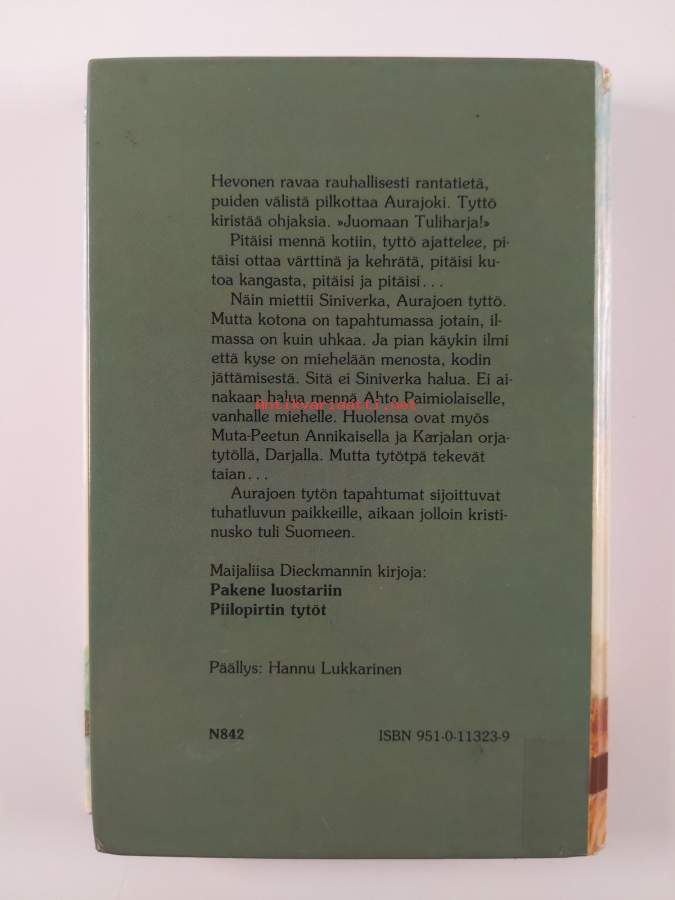 Hevonen ravaa rauhallisesti rantatietä,
puiden välistä pilkottaa Aurajoki. Tyttö
kiristää ohjaksia. »Juomaan Tuliharja!»
Pitäisi mennä kotiin, tyttö ajattelee, pi-
täisi ottaa värttinä ja kehrätä, pitäisi ku-
toa kangasta, pitäisi ja pitäisi...
Näin miettii Siniverka, Aurajoen tyttö.
Mutta kotona on tapahtumassa jotain, il-
massa on kuin uhkaa. Ja pian käykin ilmi
että kyse on miehelään menosta, kodin
jättämisestä. Sitä ei Siniverka halua. Ei ai-
nakaan halua mennä Ahto Paimiolaiselle,
Antikvariaatti.net
vanhalle miehelle. Huolensa ovat myös
Muta-Peetun Annikaisella ja Karjalan orja-
tytöllä, Darjalla. Mutta tytötpä tekevät
taian...
Aurajoen tytön tapahtumat sijoittuvat
tuhatluvun paikkeille, aikaan jolloin kristi-
nusko tuli Suomeen.
Maijaliisa Dieckmannin kirjoja:
Pakene luostariin
Piilopirtin tytöt
Päällys: Hannu Lukkarinen
N842 ISBN 951-0-11323-9